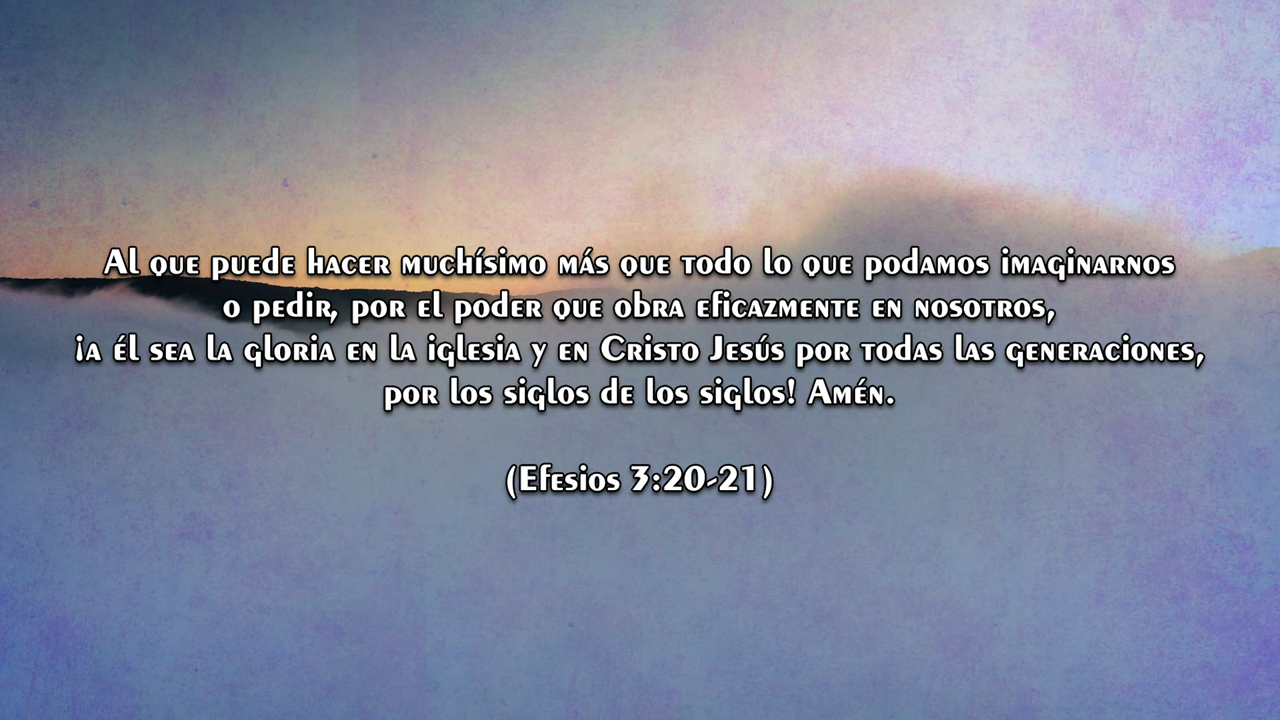 Al que puede hacer muchísimo más que todo lo que podamos imaginarnos
o pedir, por el poder que obra eficazmente en nosotros,
¡a él sea la gloria en la iglesia y en Cristo Jesús por todas las generaciones,
por los siglos de los siglos! Amén.
(Efesios 3:20-21)